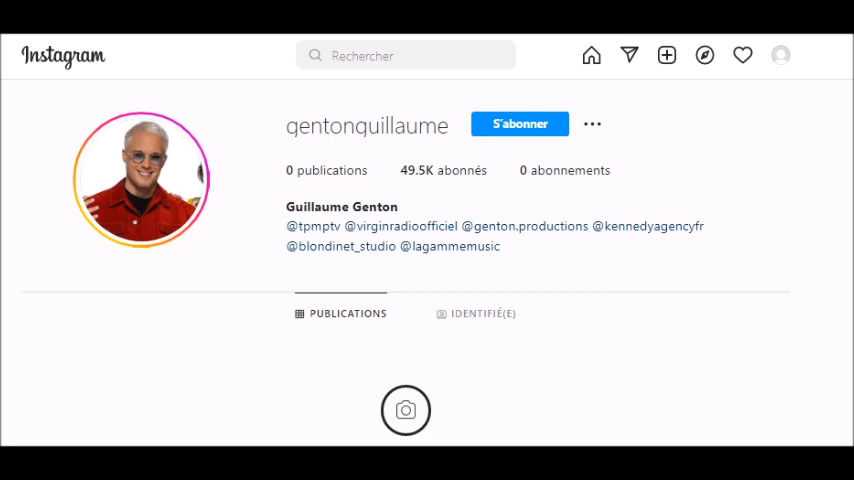 Instagram
Rechercher
gentonguillaume
S'abonner
0 publications 49.5K abonnés 0 abonnements
Guillaume Genton
@tpmptv @virginradioofficiel @genton.productions @kennedyagencyfr
@blondinet_studio @lagammemusic
PUBLICATIONS IDENTIFIÉ(E)